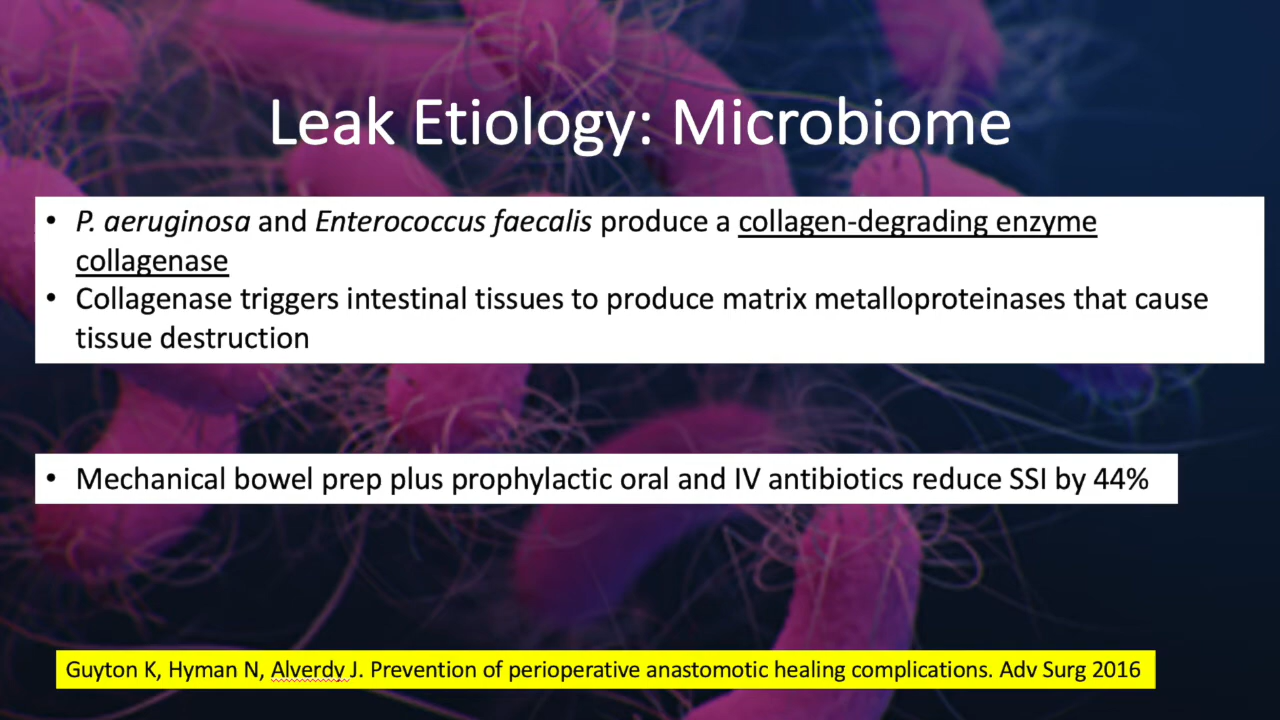 Leak Etiology: Microbiome
• P. aeruginosa and Enterococcus faecalis produce a collagen-degrading enzyme
collagenase
• Collagenase triggers intestinal tissues to produce matrix metalloproteinases that cause
tissue destruction
• Mechanical bowel prep plus prophylactic oral and IV antibiotics reduce SSI by 44%
Guyton K, Hyman N, Alverdy J. Prevention of perioperative anastomotic healing complications. Adv Surg 2016